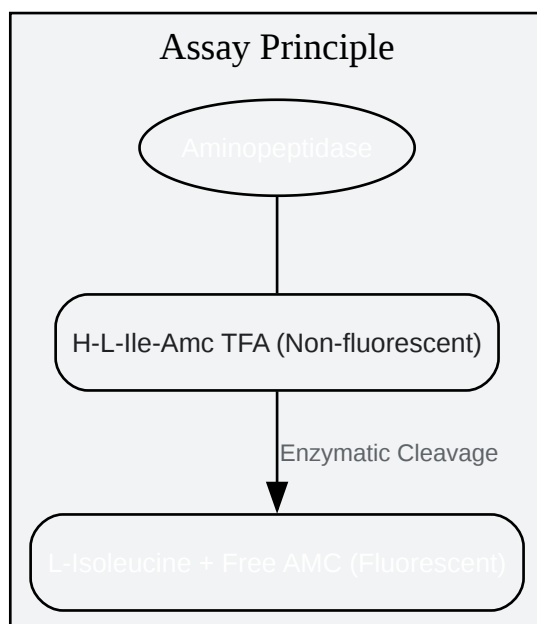 Assay Principle
Aminopeptidase
H-L-Ile-Amc TFA (Non-fluorescent)
Enzymatic Cleavage
L-Isoleucine + Free AMC (Fluorescent)